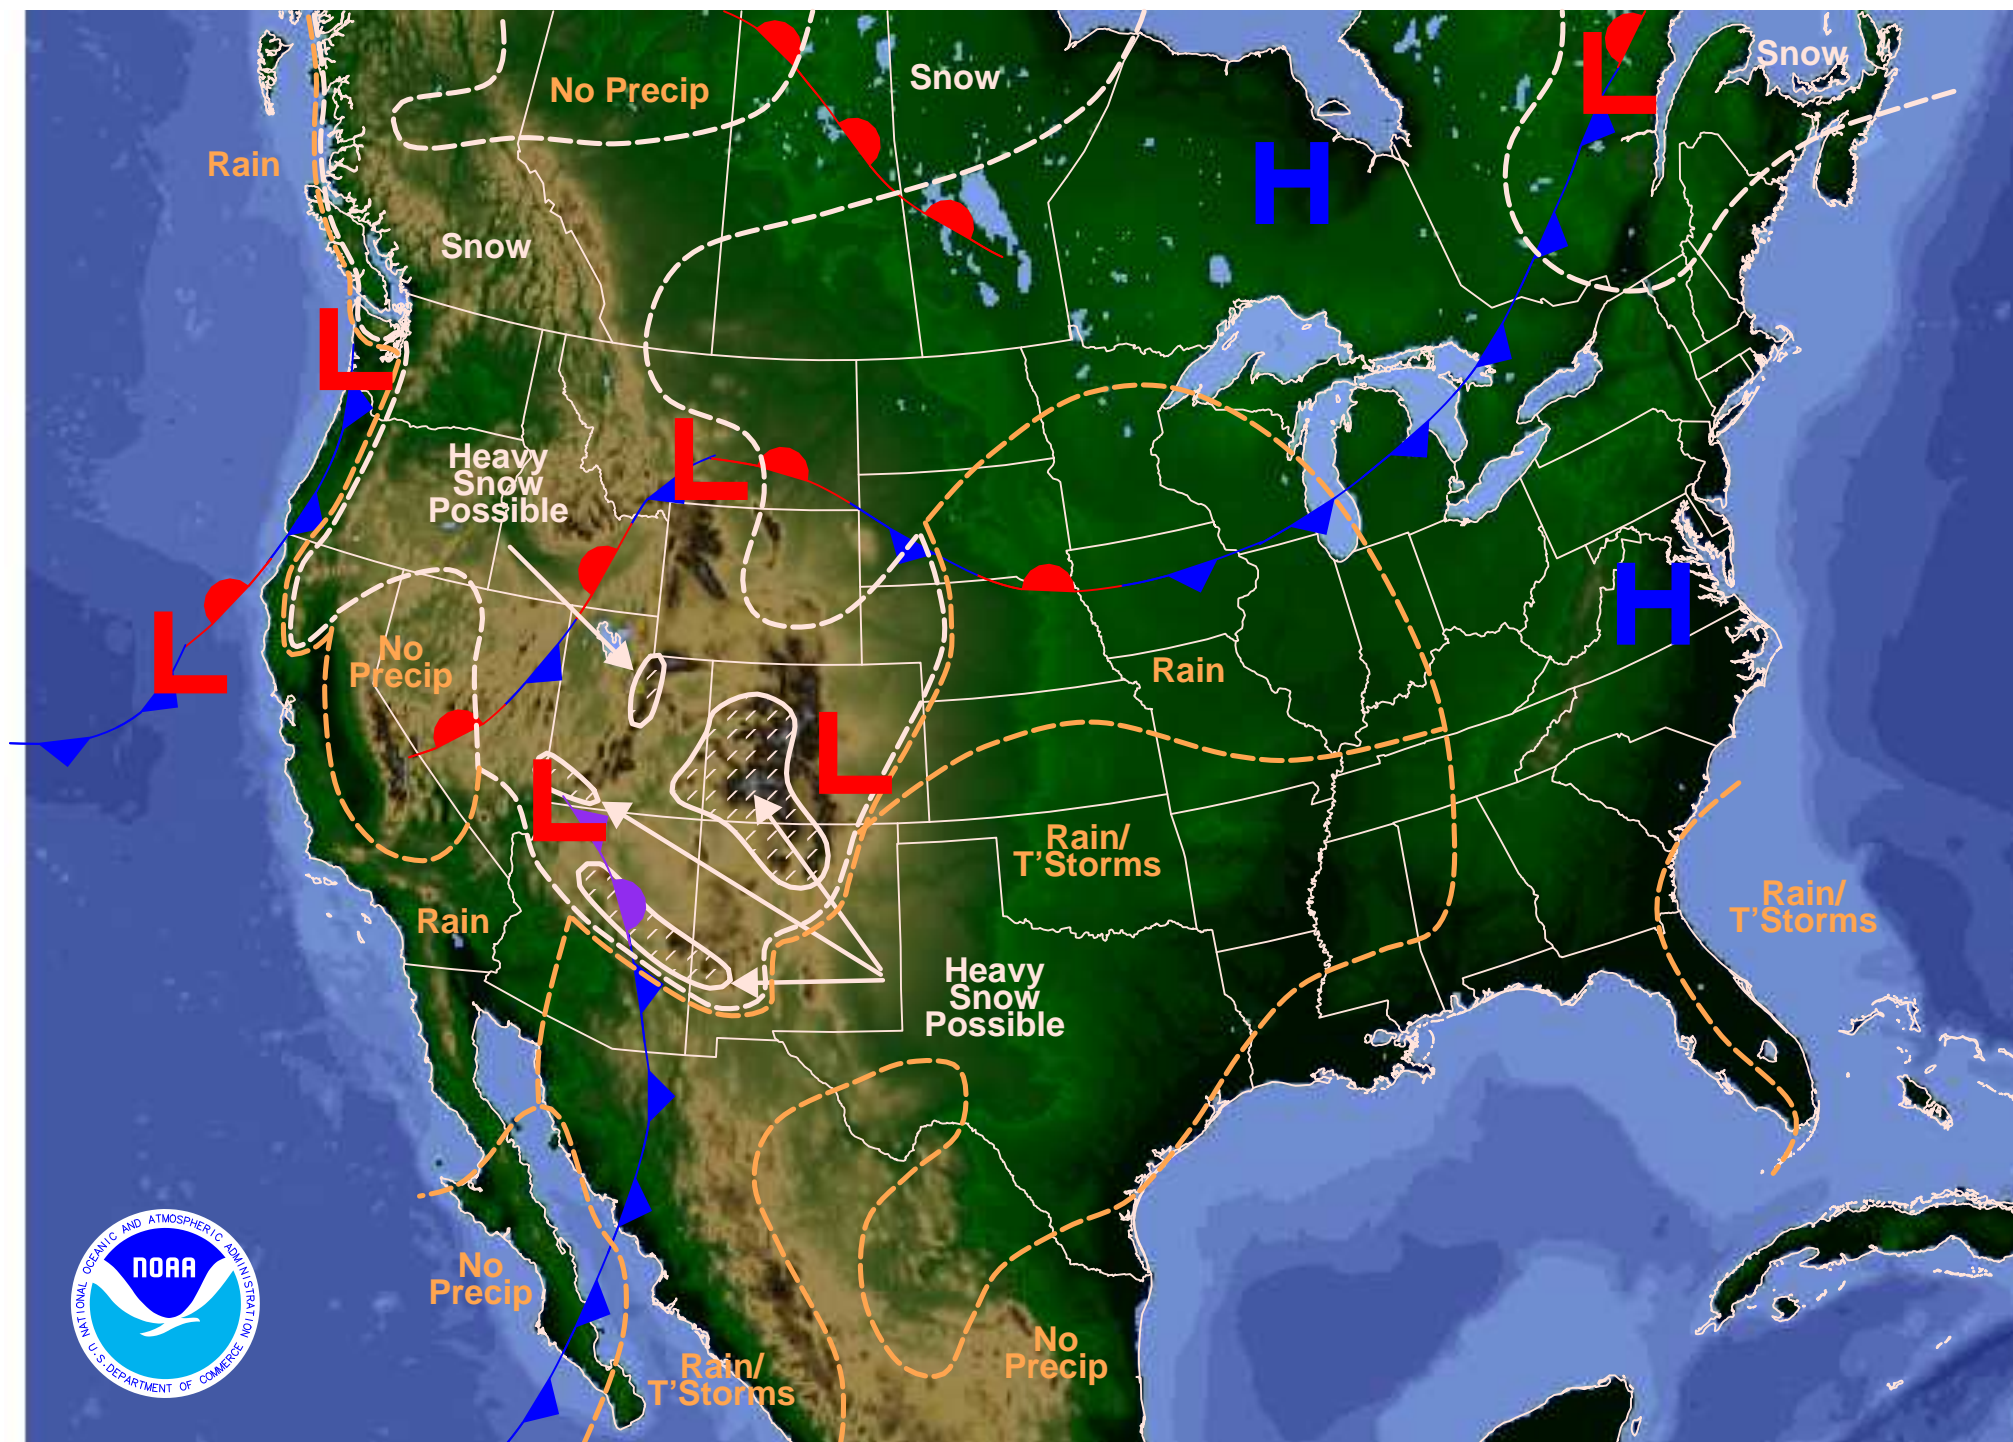 Snow
No Precip
Snow
Rain
H
Snow
L
L
Heavy
Snow
Possible
L
H
L
No
Precip
Rain
L
L
Rain/
T'Storms
Rain
Rain/
T'Storms
Heavy
Snow
Possible
No
Precip
No
Precip
Rain/
T'Storms
NATIONAL OCEANIC AND ATMOSPHERIC ADMINISTRATION
NOAA
U.S. DEPARTMENT OF COMMERCE